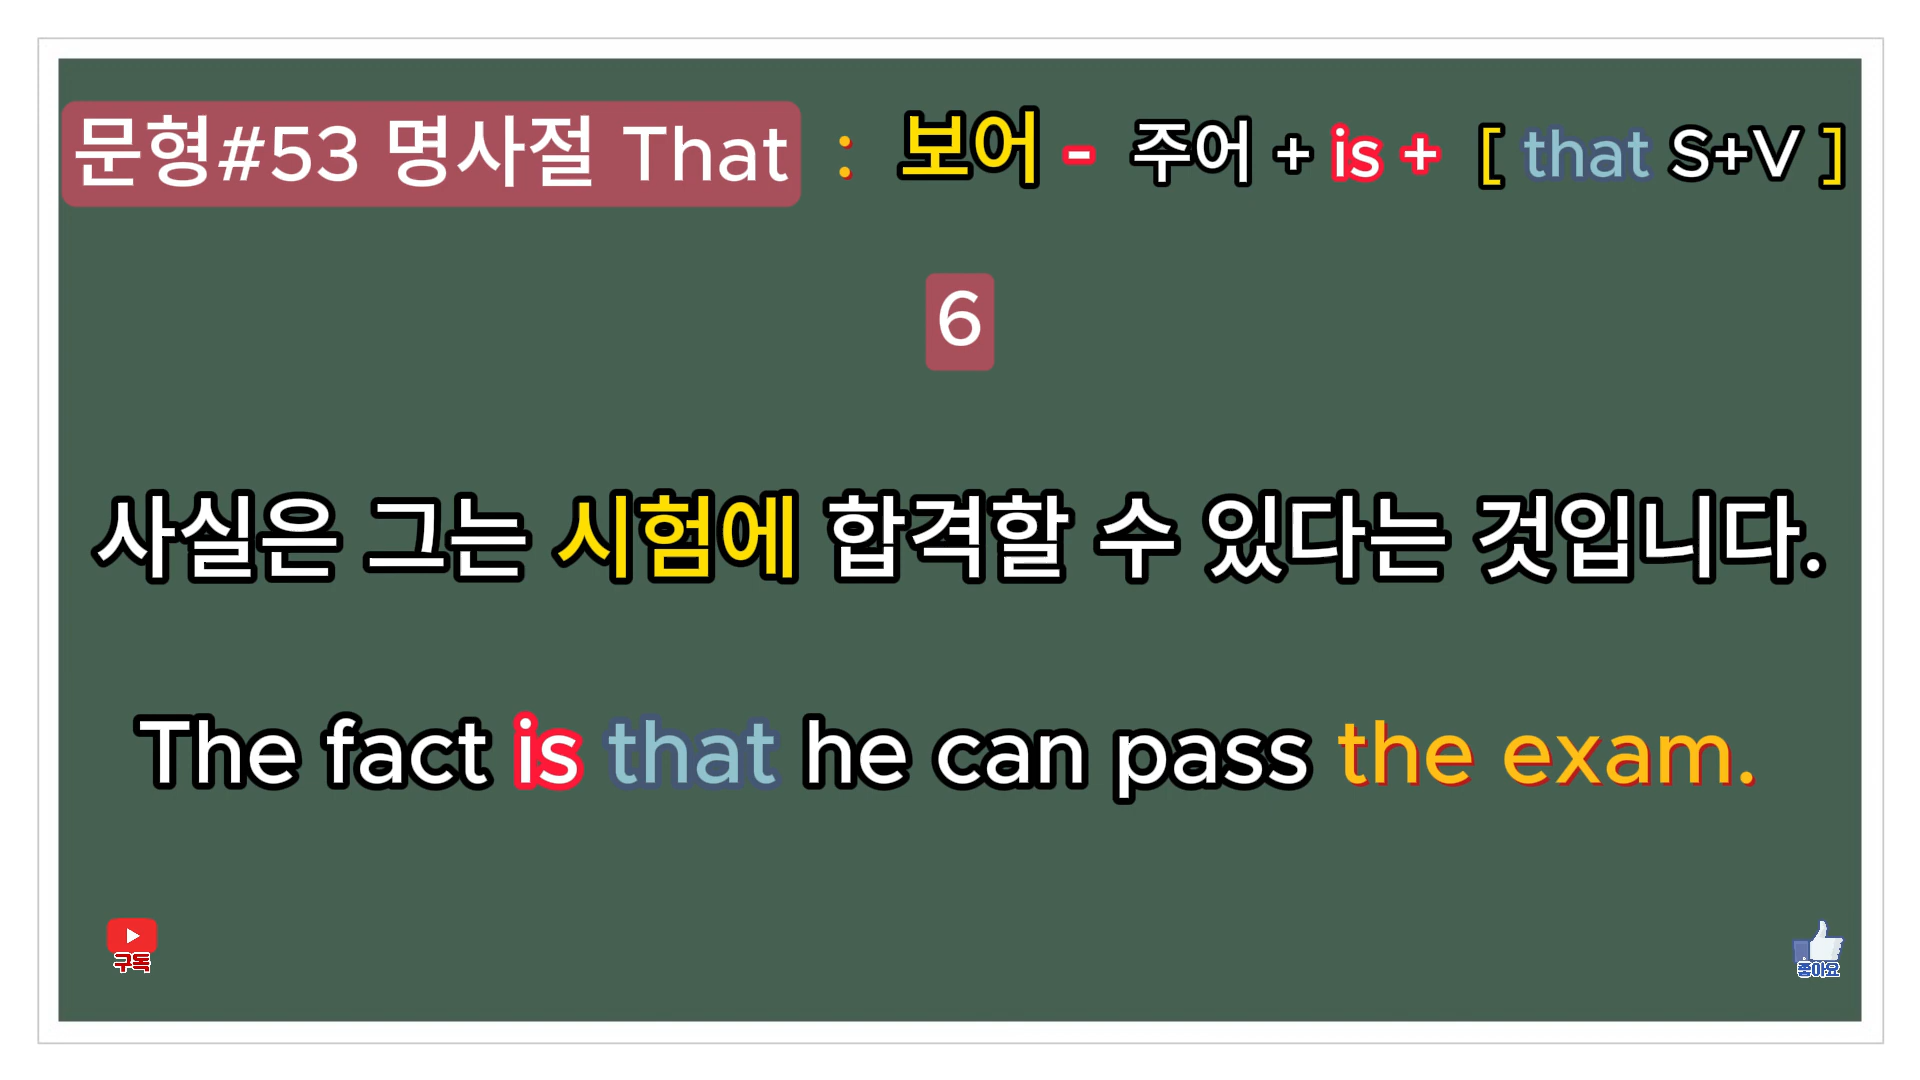 문형#53 명사절 That : 보어 - 주어 + is + [ that S+V ]
6
사실은 그는 시험에 합격할 수 있다는 것입니다.
The fact is that he can pass the exam.
구독
좋아요